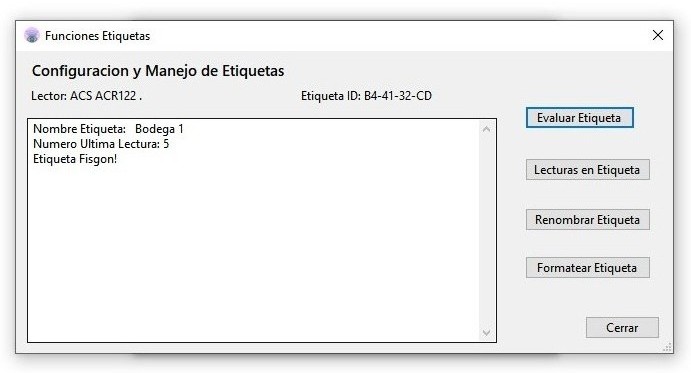 Funciones Etiquetas
Configuracion y Manejo de Etiquetas
Lector: ACS ACR122 .
Etiqueta ID: B4-41-32-CD
Nombre Etiqueta:   Bodega 1
Numero Ultima Lectura: 5
Etiqueta Fisgon!
Evaluar Etiqueta
Lecturas en Etiqueta
Renombrar Etiqueta
Formatear Etiqueta
Cerrar